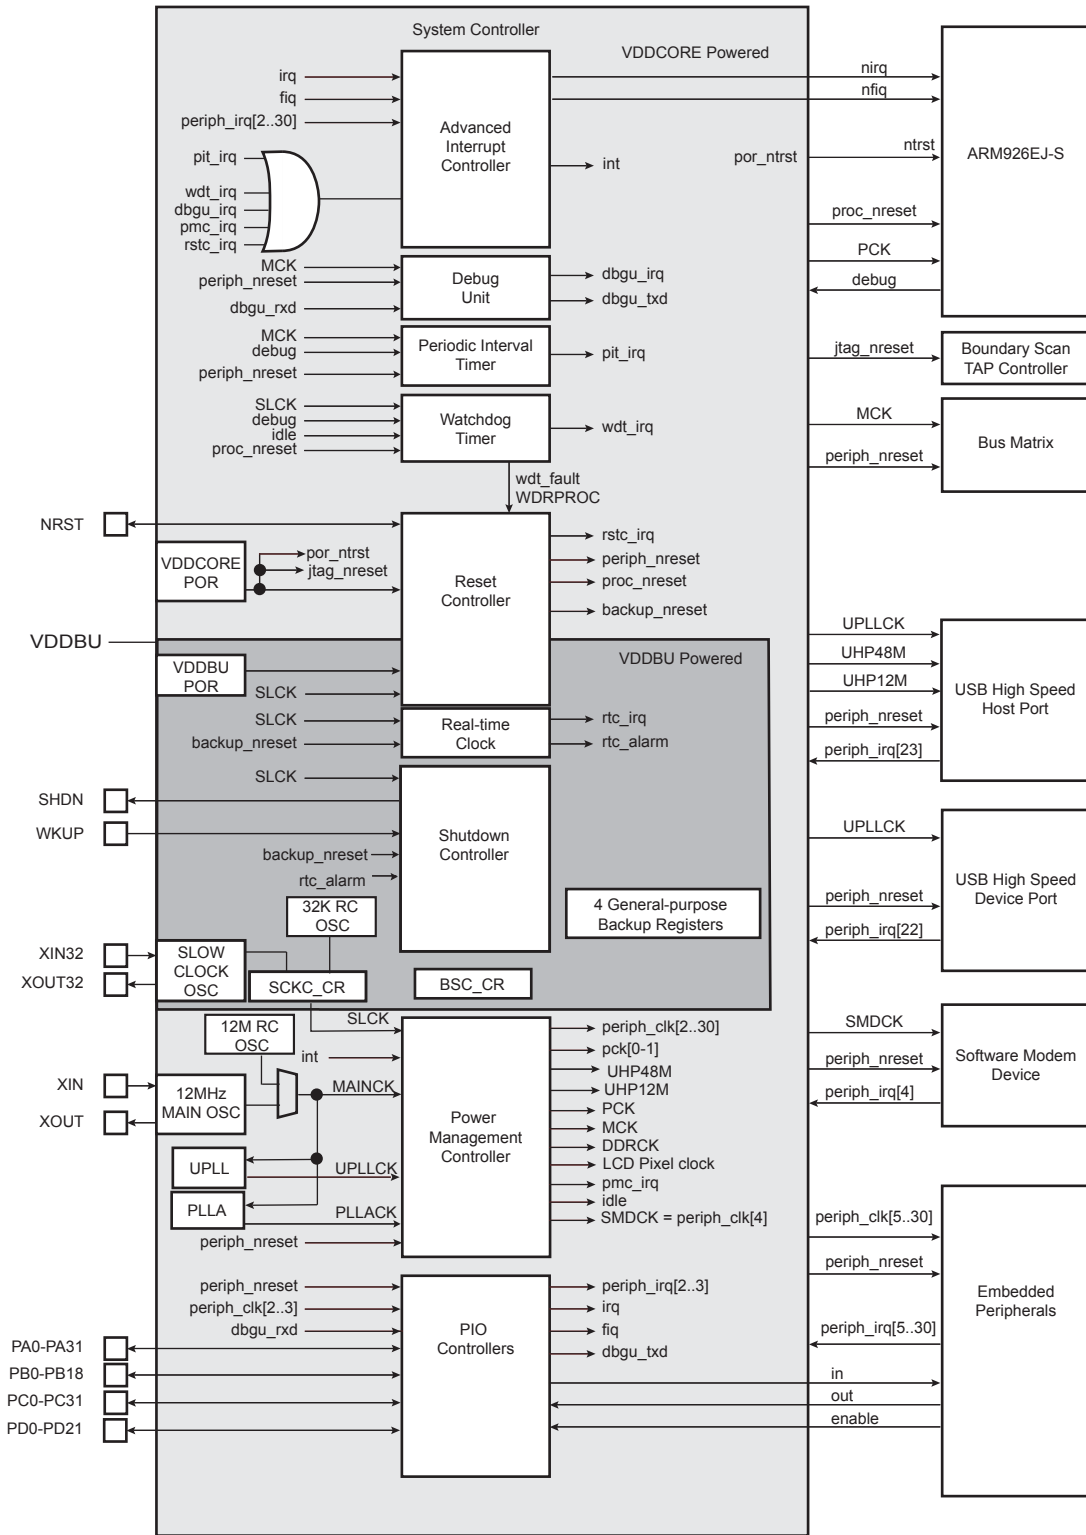 System Controller
VDDCORE Powered
irq
fiq
periph_irq[2..30]
pit_irq
wdt_irq
dbgu_irq
pmc_irq
rstc_irq
Advanced
Interrupt
Controller
int
nirq
nfiq
por_ntrst
ntrst
proc_nreset
PCK
debug
ARM926EJ-S
MCK
periph_nreset
dbgu_rxd
Debug
Unit
dbgu_irq
dbgu_txd
MCK
debug
periph_nreset
Periodic Interval
Timer
pit_irq
jtag_nreset
Boundary Scan
TAP Controller
SLCK
debug
idle
proc_nreset
Watchdog
Timer
wdt_irq
wdt_fault
WDRPROC
MCK
periph_nreset
Bus Matrix
NRST
VDDCORE
POR
por_ntrst
jtag_nreset
Reset
Controller
rstc_irq
periph_nreset
proc_nreset
backup_nreset
VDDBU
VDDBU Powered
VDDBU
POR
SLCK
SLCK
backup_nreset
Real-time
Clock
rtc_irq
rtc_alarm
UPLLCK
UHP48M
UHP12M
periph_nreset
periph_irq[23]
USB High Speed
Host Port
SLCK
SHDN
WKUP
backup_nreset
rtc_alarm
Shutdown
Controller
4 General-purpose
Backup Registers
UPLLCK
periph_nreset
periph_irq[22]
USB High Speed
Device Port
32K RC
OSC
XIN32
XOUT32
SLOW
CLOCK
OSC
SCKC_CR
BSC_CR
SLCK
12M RC
OSC
int
XIN
XOUT
12MHz
MAIN OSC
MAINCK
UPLL
UPLLCK
PLLA
PLLACK
periph_nreset
Power
Management
Controller
periph_clk[2..30]
pck[0-1]
UHP48M
UHP12M
PCK
MCK
DDRCK
LCD Pixel clock
pmc_irq
idle
SMDCK = periph_clk[4]
SMDCK
periph_nreset
periph_irq[4]
Software Modem
Device
periph_nreset
periph_clk[2..3]
dbgu_rxd
PA0-PA31
PB0-PB18
PC0-PC31
PD0-PD21
PIO
Controllers
periph_irq[2..3]
irq
fiq
dbgu_txd
periph_clk[5..30]
periph_nreset
periph_irq[5..30]
in
out
enable
Embedded
Peripherals